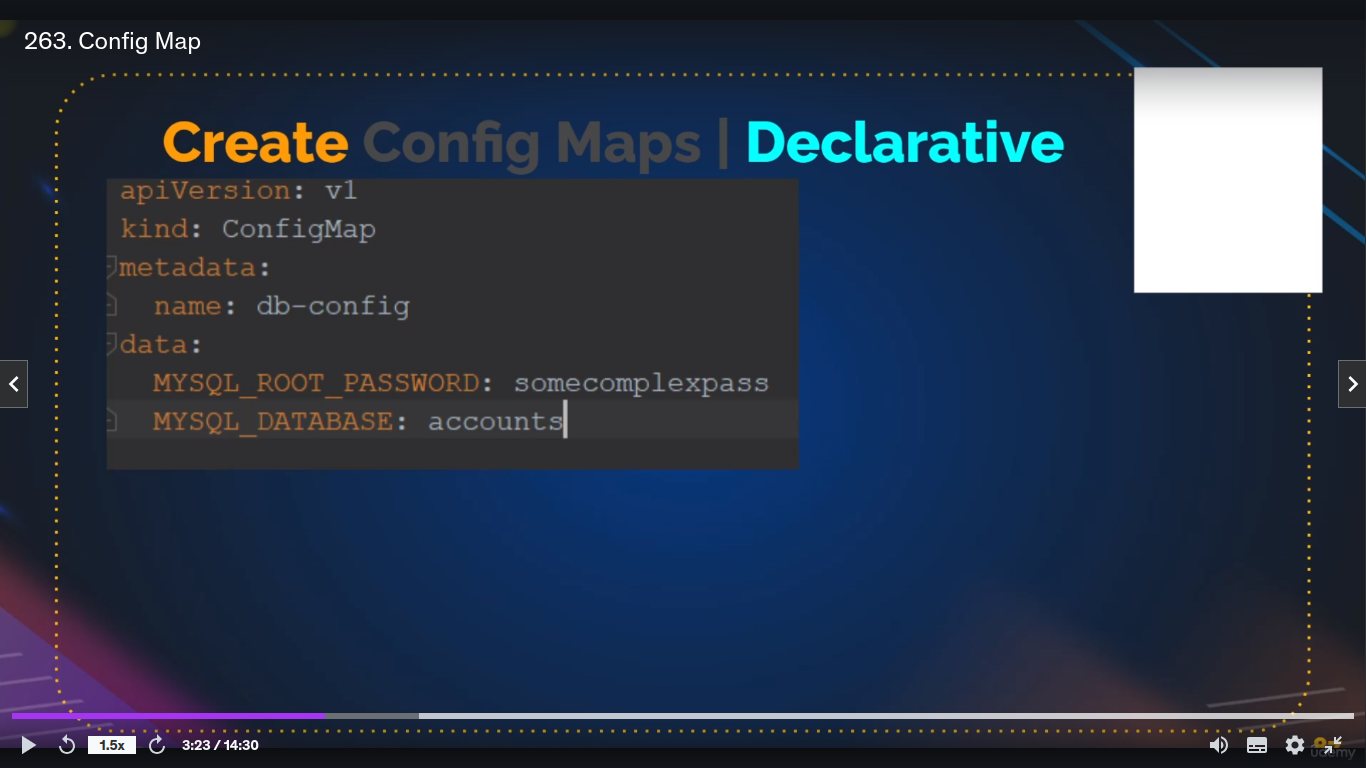 263. Config Map
Create Config Maps | Declarative
apiVersion: v1
kind: ConfigMap
metadata:
  name: db-config
data:
  MYSQL_ROOT_PASSWORD: somecomplexpass
  MYSQL_DATABASE: accounts
1.5x
3:23 / 14:30
udemy